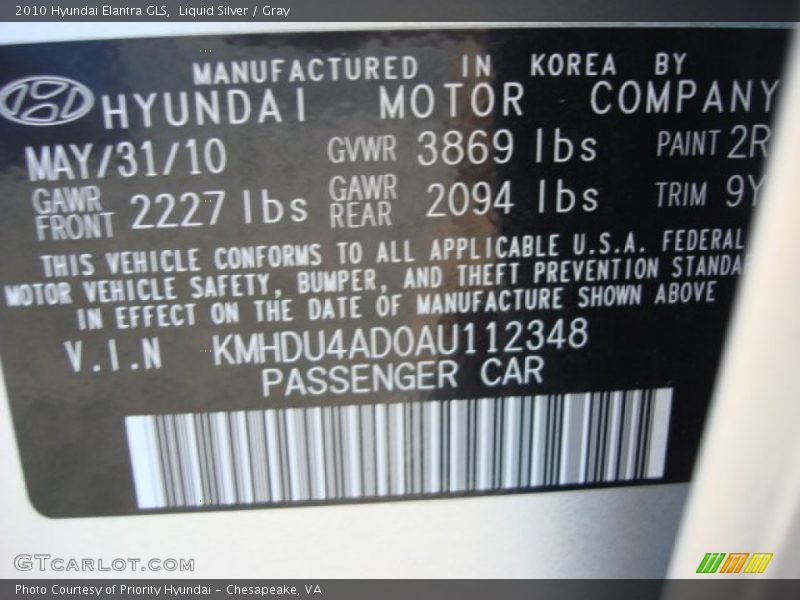 2010 Hyundai Elantra GLS,  Liquid Silver / Gray
MANUFACTURED IN KOREA BY
HYUNDAI MOTOR COMPANY
MAY/31/10 GVWR 3869 lbs PAINT 2R
GAWR FRONT 2227 lbs GAWR REAR 2094 lbs TRIM 9Y
THIS VEHICLE CONFORMS TO ALL APPLICABLE U.S.A. FEDERAL
MOTOR VEHICLE SAFETY, BUMPER, AND THEFT PREVENTION STANDA
IN EFFECT ON THE DATE OF MANUFACTURE SHOWN ABOVE
V.I.N KMHDU4AD0AU112348
PASSENGER CAR
GTCARLOT.COM
Photo Courtesy of Priority Hyundai - Chesapeake, VA